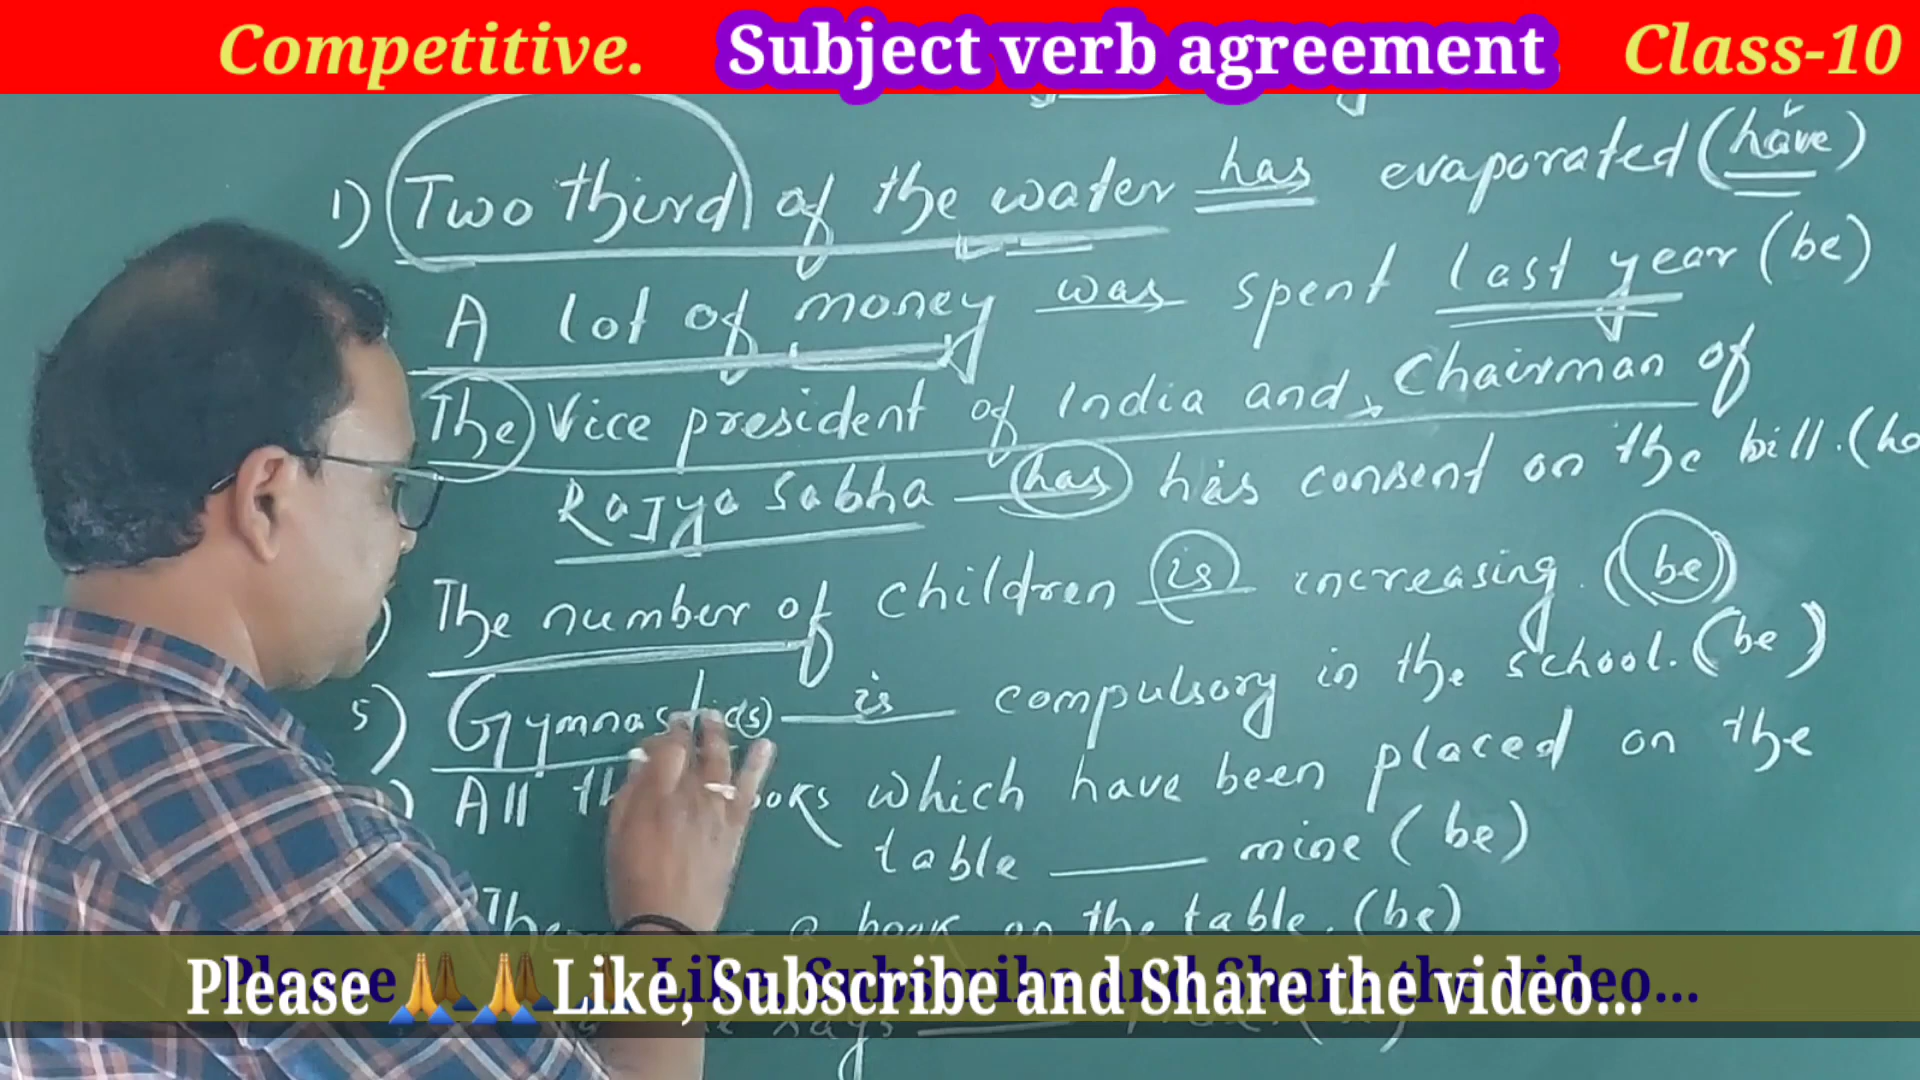 Competitive. Subject verb agreement Class-10
1) Two third of the water has evaporated (have)
A lot of money was spent last year (be)
The Vice president of India and Chairman of
Rajya Sabha has his consent on the bill. (ha
The number of children is increasing. (be)
5) Gymnastics is compulsory in the school. (be)
All books which have been placed on the
table ____ mine (be)
a book on the table. (be)
Please 🙏🙏 Like, Subscribe and Share the video...